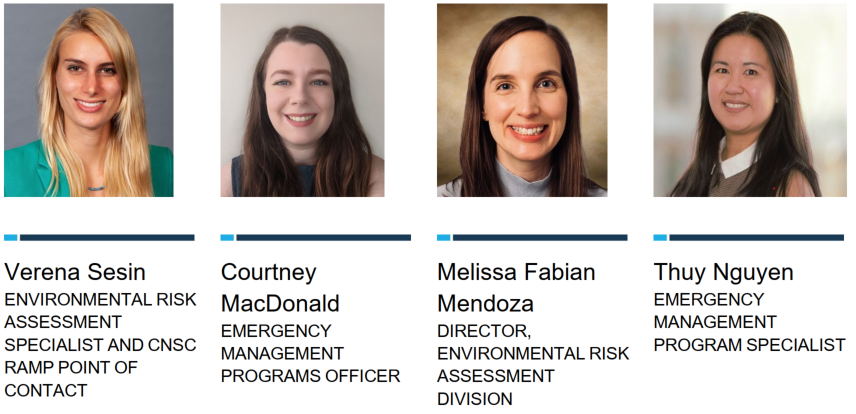 Verena Sesin
ENVIRONMENTAL RISK
ASSESSMENT
SPECIALIST AND CNSC
RAMP POINT OF
CONTACT
Courtney
MacDonald
EMERGENCY
MANAGEMENT
PROGRAMS OFFICER
Melissa Fabian
Mendoza
DIRECTOR,
ENVIRONMENTAL RISK
ASSESSMENT
DIVISION
Thuy Nguyen
EMERGENCY
MANAGEMENT
PROGRAM SPECIALIST